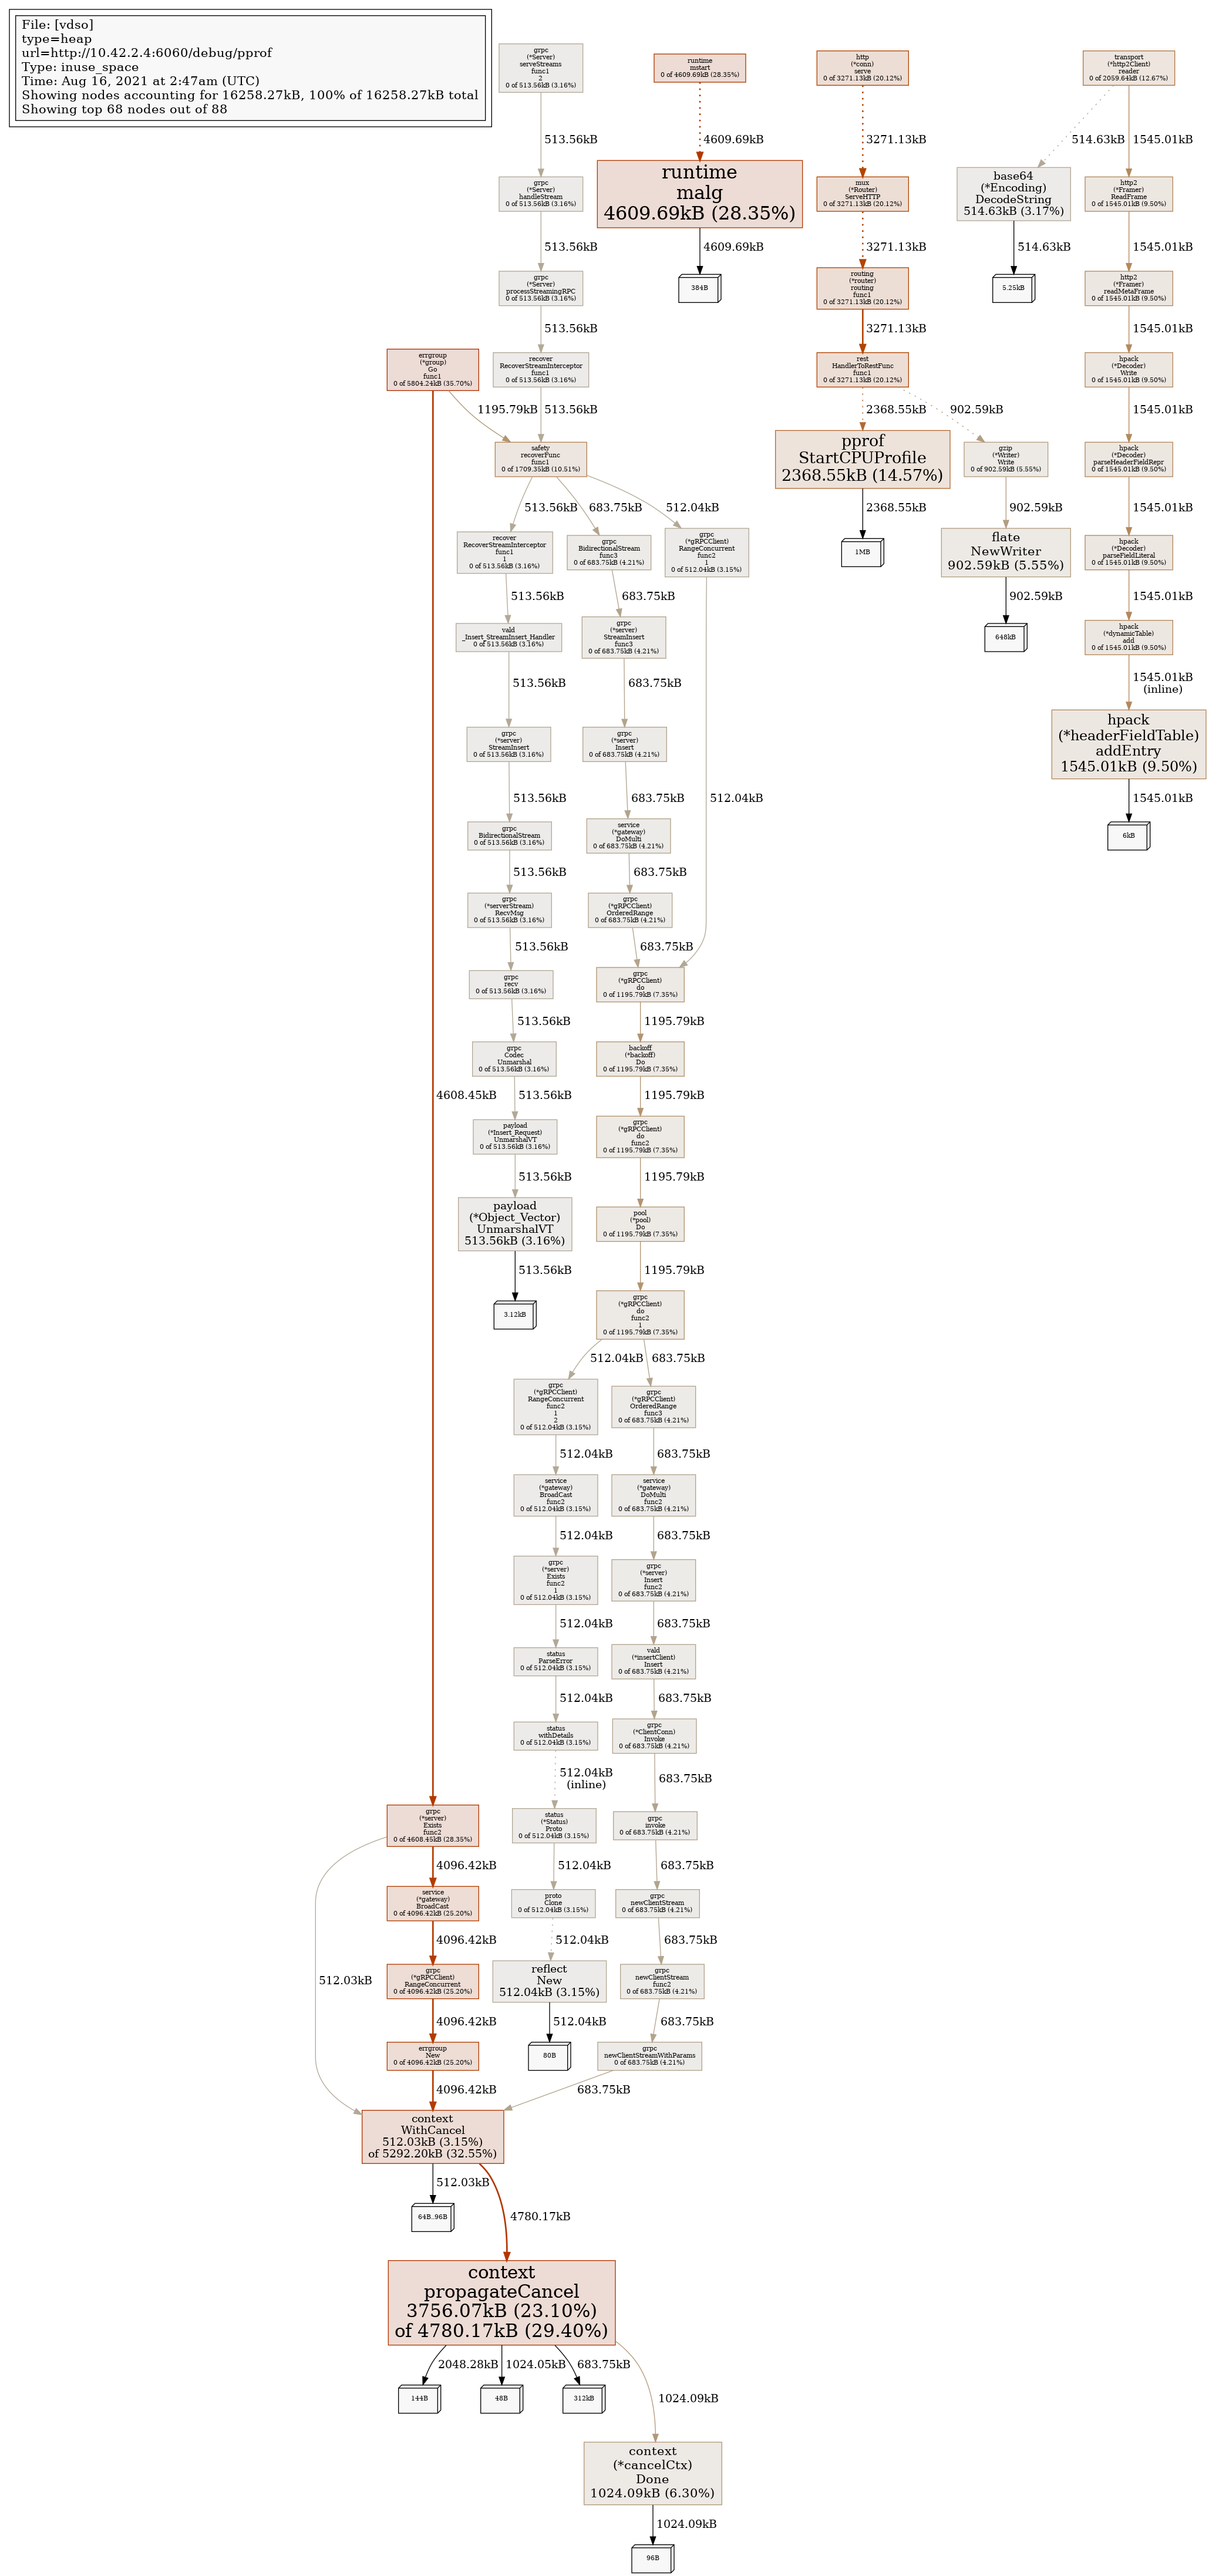 File: [vdso]
type=heap
url=http://10.42.2.4:6060/debug/pprof
Type: inuse_space
Time: Aug 16, 2021 at 2:47am (UTC)
Showing nodes accounting for 16258.27kB, 100% of 16258.27kB total
Showing top 68 nodes out of 88
grpc
(*Server)
serveStreams
func1
2
0 of 513.56kB (3.16%)
runtime
mstart
0 of 4609.69kB (28.35%)
http
(*conn)
serve
0 of 3271.13kB (20.12%)
transport
(*http2Client)
reader
0 of 2059.64kB (12.67%)
513.56kB
4609.69kB
3271.13kB
514.63kB
1545.01kB
grpc
(*Server)
handleStream
0 of 513.56kB (3.16%)
runtime
malg
4609.69kB (28.35%)
mux
(*Router)
ServeHTTP
0 of 3271.13kB (20.12%)
base64
(*Encoding)
DecodeString
514.63kB (3.17%)
http2
(*Framer)
ReadFrame
0 of 1545.01kB (9.50%)
513.56kB
4609.69kB
3271.13kB
514.63kB
1545.01kB
grpc
(*Server)
processStreamingRPC
0 of 513.56kB (3.16%)
384B
routing
(*router)
routing
func1
0 of 3271.13kB (20.12%)
5.25kB
http2
(*Framer)
readMetaFrame
0 of 1545.01kB (9.50%)
513.56kB
3271.13kB
1545.01kB
errgroup
(*group)
Go
func1
0 of 5804.24kB (35.70%)
recover
RecoverStreamInterceptor
func1
0 of 513.56kB (3.16%)
rest
HandlerToRestFunc
func1
0 of 3271.13kB (20.12%)
hpack
(*Decoder)
Write
0 of 1545.01kB (9.50%)
1195.79kB
513.56kB
2368.55kB
902.59kB
1545.01kB
safety
recoverFunc
func1
0 of 1709.35kB (10.51%)
pprof
StartCPUProfile
2368.55kB (14.57%)
gzip
(*Writer)
Write
0 of 902.59kB (5.55%)
hpack
(*Decoder)
parseHeaderFieldRepr
0 of 1545.01kB (9.50%)
513.56kB
683.75kB
512.04kB
2368.55kB
902.59kB
1545.01kB
recover
RecoverStreamInterceptor
func1
1
0 of 513.56kB (3.16%)
grpc
BidirectionalStream
func3
0 of 683.75kB (4.21%)
grpc
(*gRPCClient)
RangeConcurrent
func2
1
0 of 512.04kB (3.15%)
1MB
flate
NewWriter
902.59kB (5.55%)
hpack
(*Decoder)
parseFieldLiteral
0 of 1545.01kB (9.50%)
513.56kB
683.75kB
902.59kB
1545.01kB
vald
_Insert_StreamInsert_Handler
0 of 513.56kB (3.16%)
grpc
(*server)
StreamInsert
func3
0 of 683.75kB (4.21%)
648kB
hpack
(*dynamicTable)
add
0 of 1545.01kB (9.50%)
513.56kB
683.75kB
1545.01kB
(inline)
grpc
(*server)
StreamInsert
0 of 513.56kB (3.16%)
grpc
(*server)
Insert
0 of 683.75kB (4.21%)
hpack
(*headerFieldTable)
addEntry
1545.01kB (9.50%)
513.56kB
683.75kB
512.04kB
1545.01kB
grpc
BidirectionalStream
0 of 513.56kB (3.16%)
service
(*gateway)
DoMulti
0 of 683.75kB (4.21%)
6kB
513.56kB
683.75kB
grpc
(*serverStream)
RecvMsg
0 of 513.56kB (3.16%)
grpc
(*gRPCClient)
OrderedRange
0 of 683.75kB (4.21%)
513.56kB
683.75kB
grpc
recv
0 of 513.56kB (3.16%)
grpc
(*gRPCClient)
do
0 of 1195.79kB (7.35%)
513.56kB
1195.79kB
grpc
Codec
Unmarshal
0 of 513.56kB (3.16%)
backoff
(*backoff)
Do
0 of 1195.79kB (7.35%)
4608.45kB
513.56kB
1195.79kB
payload
(*Insert_Request)
UnmarshalVT
0 of 513.56kB (3.16%)
grpc
(*gRPCClient)
do
func2
0 of 1195.79kB (7.35%)
513.56kB
1195.79kB
payload
(*Object_Vector)
UnmarshalVT
513.56kB (3.16%)
pool
(*pool)
Do
0 of 1195.79kB (7.35%)
513.56kB
1195.79kB
3.12kB
grpc
(*gRPCClient)
do
func2
1
0 of 1195.79kB (7.35%)
512.04kB
683.75kB
grpc
(*gRPCClient)
RangeConcurrent
func2
1
2
0 of 512.04kB (3.15%)
grpc
(*gRPCClient)
OrderedRange
func3
0 of 683.75kB (4.21%)
512.04kB
683.75kB
service
(*gateway)
BroadCast
func2
0 of 512.04kB (3.15%)
service
(*gateway)
DoMulti
func2
0 of 683.75kB (4.21%)
512.04kB
683.75kB
grpc
(*server)
Exists
func2
1
0 of 512.04kB (3.15%)
grpc
(*server)
Insert
func2
0 of 683.75kB (4.21%)
512.04kB
683.75kB
status
ParseError
0 of 512.04kB (3.15%)
vald
(*insertClient)
Insert
0 of 683.75kB (4.21%)
512.04kB
683.75kB
status
withDetails
0 of 512.04kB (3.15%)
grpc
(*ClientConn)
Invoke
0 of 683.75kB (4.21%)
512.04kB
(inline)
683.75kB
grpc
(*server)
Exists
func2
0 of 4608.45kB (28.35%)
status
(*Status)
Proto
0 of 512.04kB (3.15%)
grpc
invoke
0 of 683.75kB (4.21%)
4096.42kB
512.04kB
683.75kB
service
(*gateway)
BroadCast
0 of 4096.42kB (25.20%)
proto
Clone
0 of 512.04kB (3.15%)
grpc
newClientStream
0 of 683.75kB (4.21%)
4096.42kB
512.04kB
683.75kB
512.03kB
grpc
(*gRPCClient)
RangeConcurrent
0 of 4096.42kB (25.20%)
reflect
New
512.04kB (3.15%)
grpc
newClientStream
func2
0 of 683.75kB (4.21%)
4096.42kB
512.04kB
683.75kB
errgroup
New
0 of 4096.42kB (25.20%)
80B
grpc
newClientStreamWithParams
0 of 683.75kB (4.21%)
4096.42kB
683.75kB
context
WithCancel
512.03kB (3.15%)
of 5292.20kB (32.55%)
512.03kB
4780.17kB
64B..96B
context
propagateCancel
3756.07kB (23.10%)
of 4780.17kB (29.40%)
2048.28kB
1024.05kB
683.75kB
1024.09kB
144B
48B
312kB
context
(*cancelCtx)
Done
1024.09kB (6.30%)
1024.09kB
96B